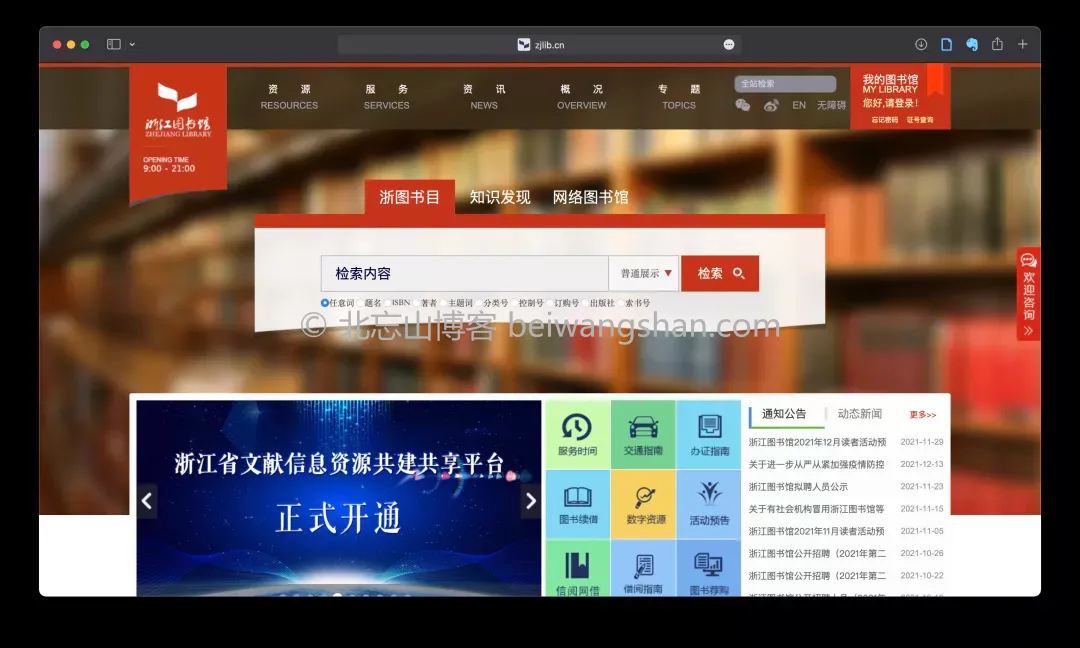 zjlib.cn
浙江图书馆
ZHEJIANG LIBRARY
OPENING TIME
9:00 - 21:00
资 源
RESOURCES
服 务
SERVICES
资 讯
NEWS
概 况
OVERVIEW
专 题
TOPICS
全站检索
EN 无障碍
我的图书馆
MY LIBRARY
您好,请登录!
忘记密码 证号查询
浙图书目 知识发现 网络图书馆
检索内容 普通展示 检索
任意词 题名 ISBN 著者 主题词 分类号 控制号 订购号 出版社 索书号
© 北忘山博客 beiwangshan.com
欢迎咨询
浙江省文献信息资源共建共享平台
正式开通
服务时间 交通指南 办证指南
图书续借 数字资源 活动预告
信阅网借 借阅指南 图书荐购
通知公告 动态新闻 更多>>
浙江图书馆2021年12月读者活动预 2021-11-29
关于进一步从严从紧加强疫情防控 2021-12-13
浙江图书馆拟聘人员公示 2021-11-23
关于有社会机构冒用浙江图书馆等 2021-11-15
浙江图书馆2021年11月读者活动预 2021-11-05
浙江图书馆公开招聘（2021年第二 2021-10-26
浙江图书馆公开招聘（2021年第二 2021-10-22